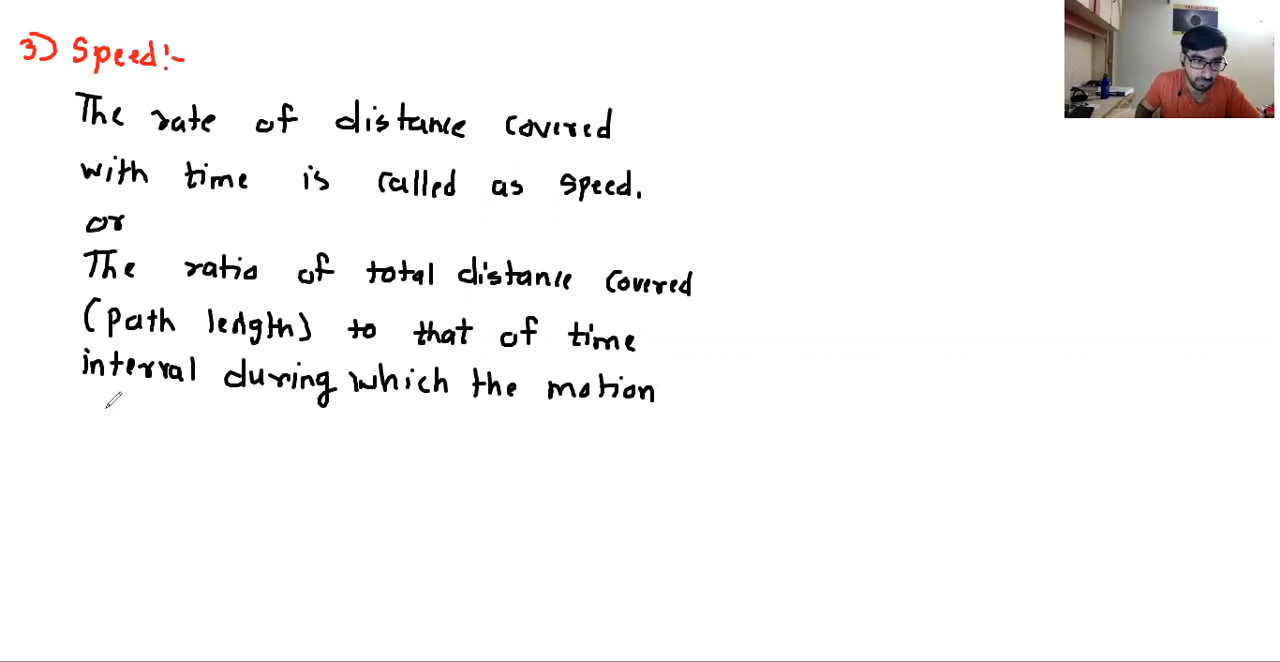 3) Speed:-
The rate of distance covered
with time is called as speed.
or
The ratio of total distance covered
(path length) to that of time
interval during which the motion